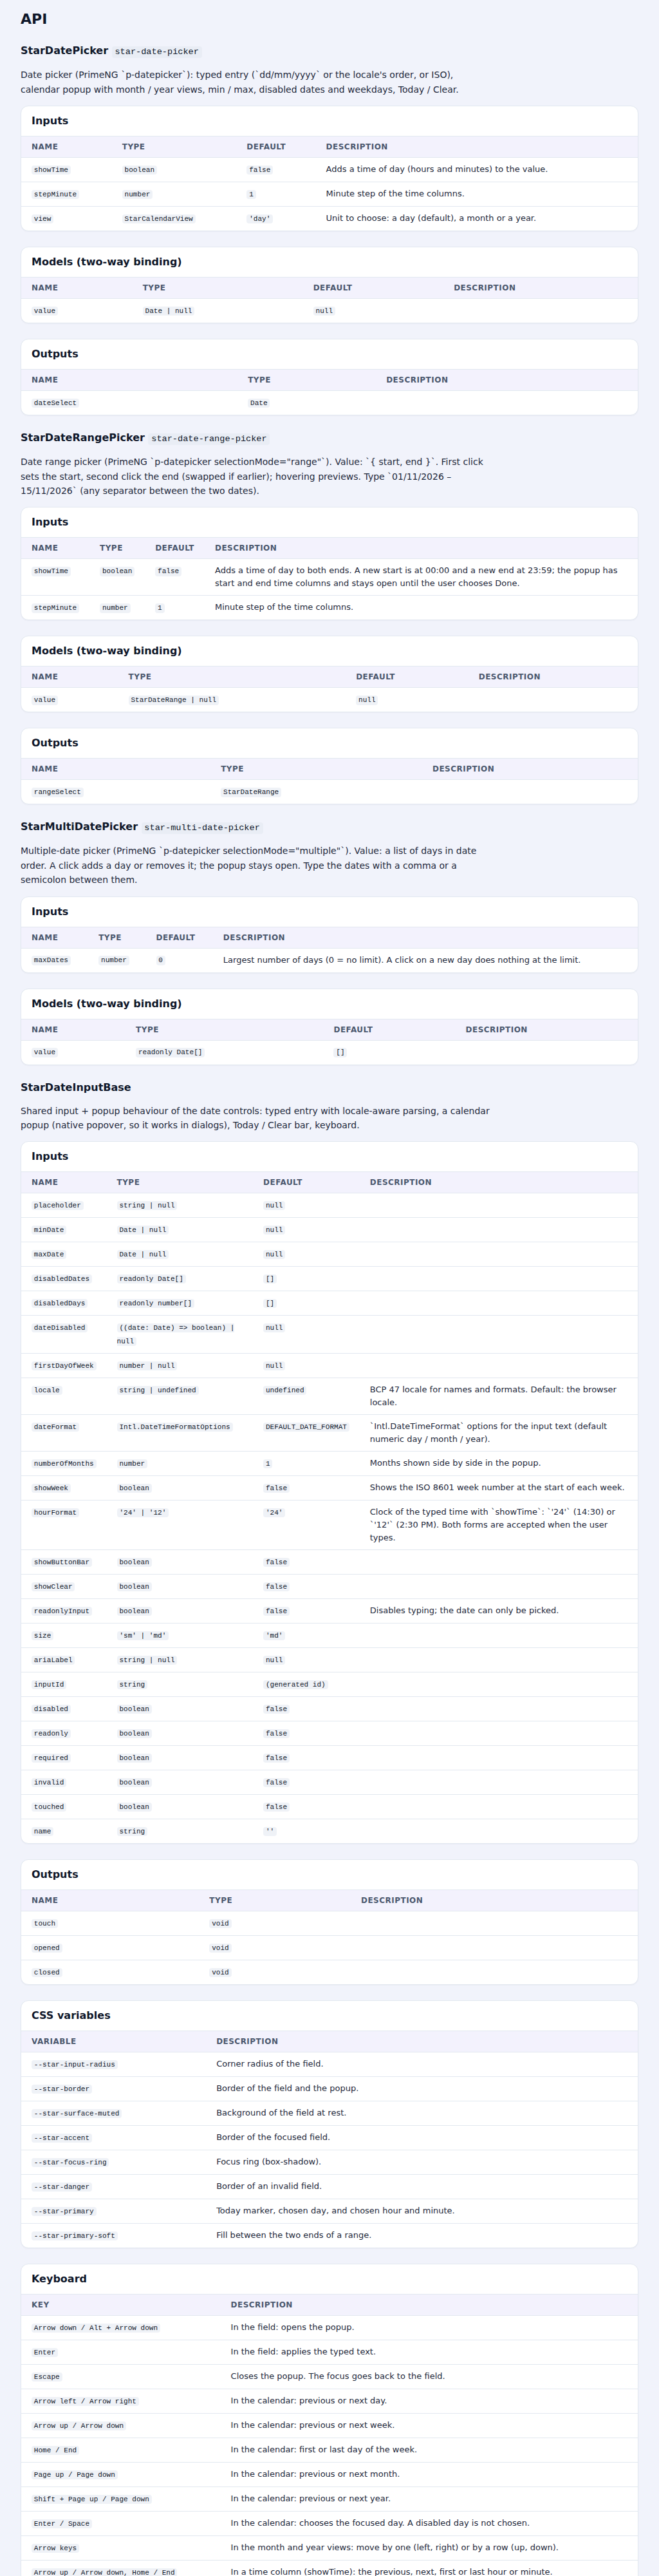 API
StarDatePicker star-date-picker
Date picker (PrimeNG `p-datepicker`): typed entry (`dd/mm/yyyy` or the locale's order, or ISO),
calendar popup with month / year views, min / max, disabled dates and weekdays, Today / Clear.
Inputs
NAME TYPE DEFAULT DESCRIPTION
showTime boolean false Adds a time of day (hours and minutes) to the value.
stepMinute number 1 Minute step of the time columns.
view StarCalendarView 'day' Unit to choose: a day (default), a month or a year.
Models (two-way binding)
NAME TYPE DEFAULT DESCRIPTION
value Date | null null
Outputs
NAME TYPE DESCRIPTION
dateSelect Date
StarDateRangePicker star-date-range-picker
Date range picker (PrimeNG `p-datepicker selectionMode="range"`). Value: `{ start, end }`. First click
sets the start, second click the end (swapped if earlier); hovering previews. Type `01/11/2026 –
15/11/2026` (any separator between the two dates).
Inputs
NAME TYPE DEFAULT DESCRIPTION
showTime boolean false Adds a time of day to both ends. A new start is at 00:00 and a new end at 23:59; the popup has
start and end time columns and stays open until the user chooses Done.
stepMinute number 1 Minute step of the time columns.
Models (two-way binding)
NAME TYPE DEFAULT DESCRIPTION
value StarDateRange | null null
Outputs
NAME TYPE DESCRIPTION
rangeSelect StarDateRange
StarMultiDatePicker star-multi-date-picker
Multiple-date picker (PrimeNG `p-datepicker selectionMode="multiple"`). Value: a list of days in date
order. A click adds a day or removes it; the popup stays open. Type the dates with a comma or a
semicolon between them.
Inputs
NAME TYPE DEFAULT DESCRIPTION
maxDates number 0 Largest number of days (0 = no limit). A click on a new day does nothing at the limit.
Models (two-way binding)
NAME TYPE DEFAULT DESCRIPTION
value readonly Date[] []
StarDateInputBase
Shared input + popup behaviour of the date controls: typed entry with locale-aware parsing, a calendar
popup (native popover, so it works in dialogs), Today / Clear bar, keyboard.
Inputs
NAME TYPE DEFAULT DESCRIPTION
placeholder string | null null
minDate Date | null null
maxDate Date | null null
disabledDates readonly Date[] []
disabledDays readonly number[] []
dateDisabled ((date: Date) => boolean) | null
null
firstDayOfWeek number | null null
locale string | undefined undefined BCP 47 locale for names and formats. Default: the browser
locale.
dateFormat Intl.DateTimeFormatOptions DEFAULT_DATE_FORMAT `Intl.DateTimeFormat` options for the input text (default
numeric day / month / year).
numberOfMonths number 1 Months shown side by side in the popup.
showWeek boolean false Shows the ISO 8601 week number at the start of each week.
hourFormat '24' | '12' '24' Clock of the typed time with `showTime`: `'24'` (14:30) or
`'12'` (2:30 PM). Both forms are accepted when the user
types.
showButtonBar boolean false
showClear boolean false
readonlyInput boolean false Disables typing; the date can only be picked.
size 'sm' | 'md' 'md'
ariaLabel string | null null
inputId string (generated id)
disabled boolean false
readonly boolean false
required boolean false
invalid boolean false
touched boolean false
name string ''
Outputs
NAME TYPE DESCRIPTION
touch void
opened void
closed void
CSS variables
VARIABLE DESCRIPTION
--star-input-radius Corner radius of the field.
--star-border Border of the field and the popup.
--star-surface-muted Background of the field at rest.
--star-accent Border of the focused field.
--star-focus-ring Focus ring (box-shadow).
--star-danger Border of an invalid field.
--star-primary Today marker, chosen day, and chosen hour and minute.
--star-primary-soft Fill between the two ends of a range.
Keyboard
KEY DESCRIPTION
Arrow down / Alt + Arrow down In the field: opens the popup.
Enter In the field: applies the typed text.
Escape Closes the popup. The focus goes back to the field.
Arrow left / Arrow right In the calendar: previous or next day.
Arrow up / Arrow down In the calendar: previous or next week.
Home / End In the calendar: first or last day of the week.
Page up / Page down In the calendar: previous or next month.
Shift + Page up / Page down In the calendar: previous or next year.
Enter / Space In the calendar: chooses the focused day. A disabled day is not chosen.
Arrow keys In the month and year views: move by one (left, right) or by a row (up, down).
Arrow up / Arrow down, Home / End In a time column (showTime): the previous, next, first or last hour or minute.